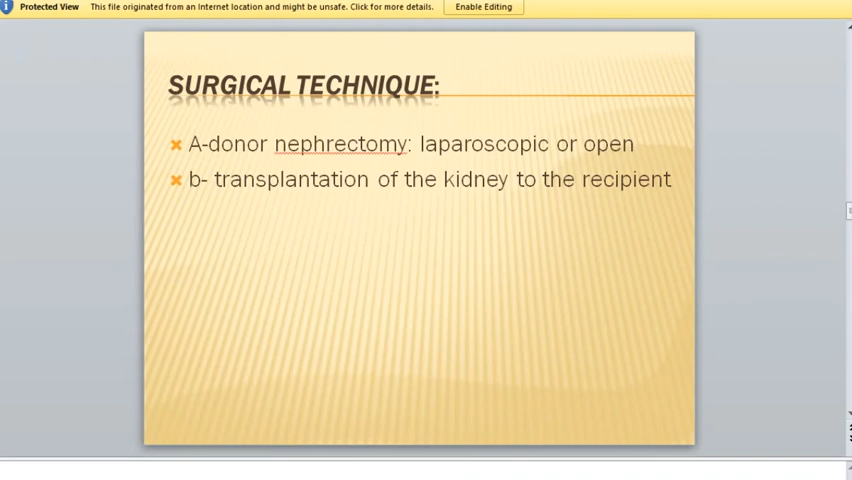 Protected View This file originated from an Internet location and might be unsafe. Click for more details. Enable Editing
SURGICAL TECHNIQUE:
A-donor nephrectomy: laparoscopic or open
b- transplantation of the kidney to the recipient